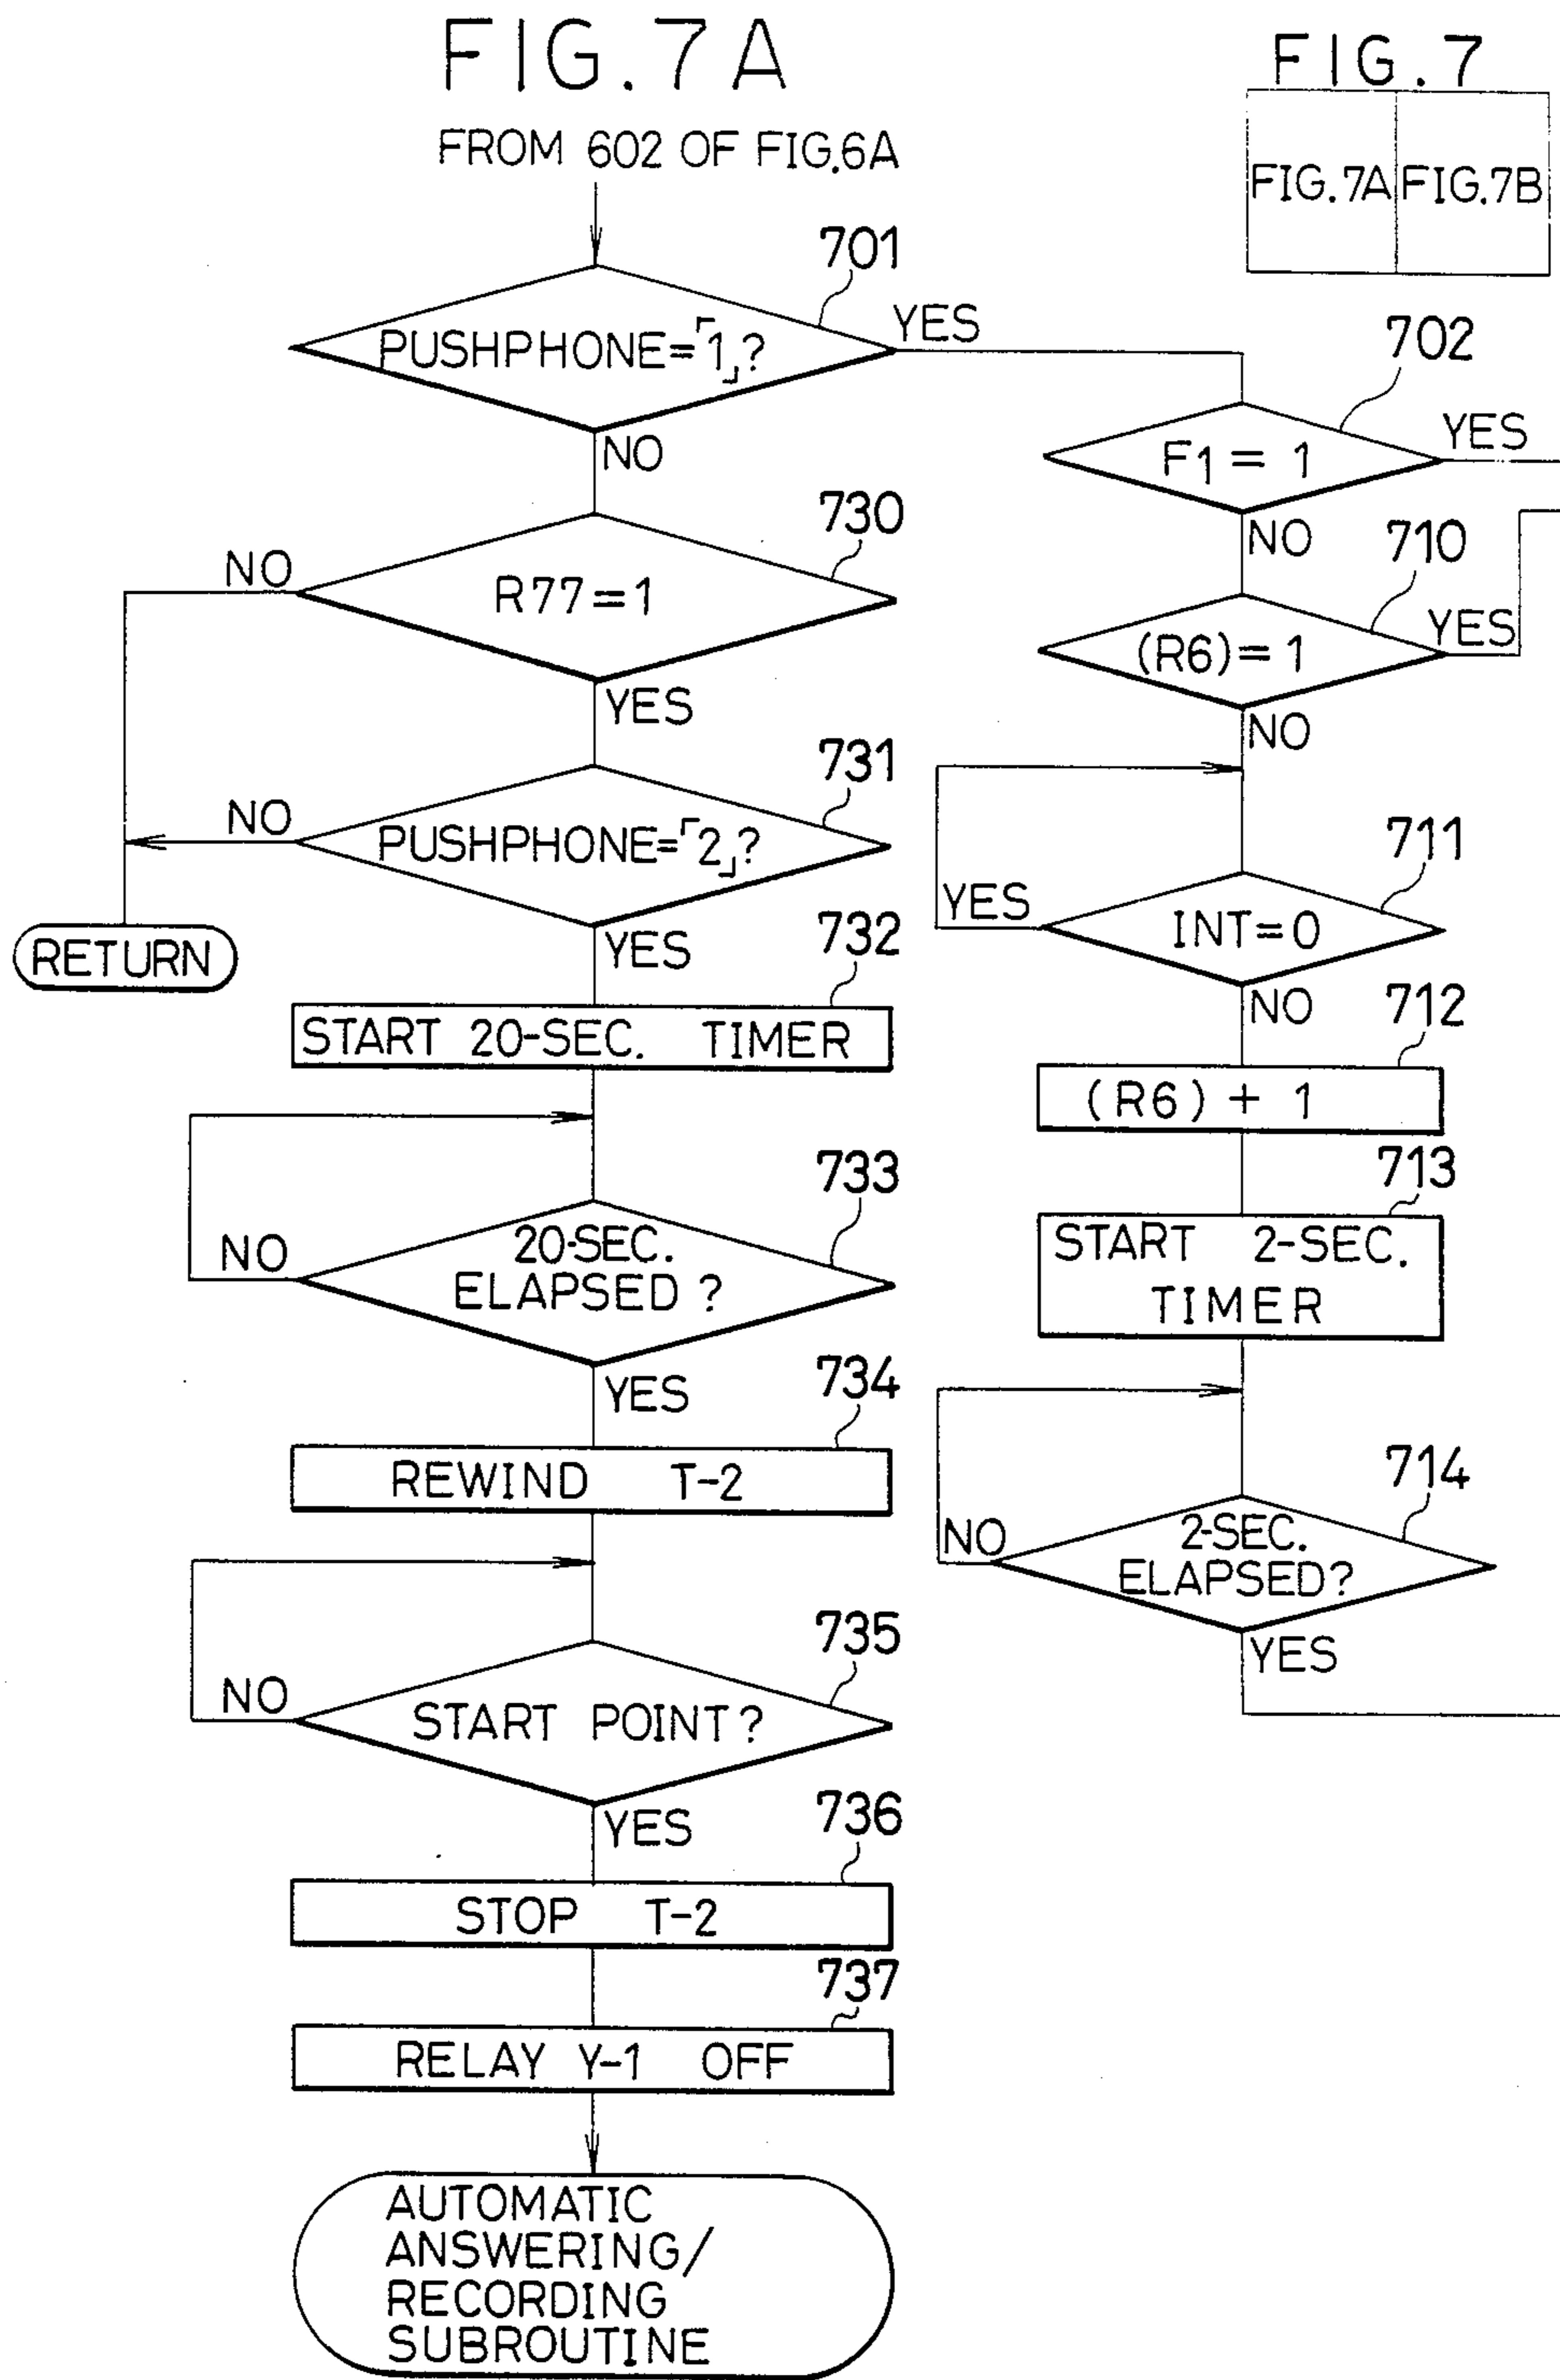 FIG. 7A
FROM 602 OF FIG.6A
701
PUSHPHONE=「1」?
YES
NO
730
R77=1
NO
YES
731
PUSHPHONE=「2」?
NO
YES
RETURN
732
START 20-SEC. TIMER
733
20-SEC.
ELAPSED ?
NO
YES
734
REWIND T-2
735
START POINT?
NO
YES
736
STOP T-2
737
RELAY Y-1 OFF
AUTOMATIC
ANSWERING/
RECORDING
SUBROUTINE
FIG. 7
FIG.7A FIG.7B
702
F1 = 1
YES
NO
710
(R6)=1
YES
NO
711
INT=0
YES
NO
712
(R6) + 1
713
START 2-SEC.
TIMER
714
2-SEC.
ELAPSED?
NO
YES